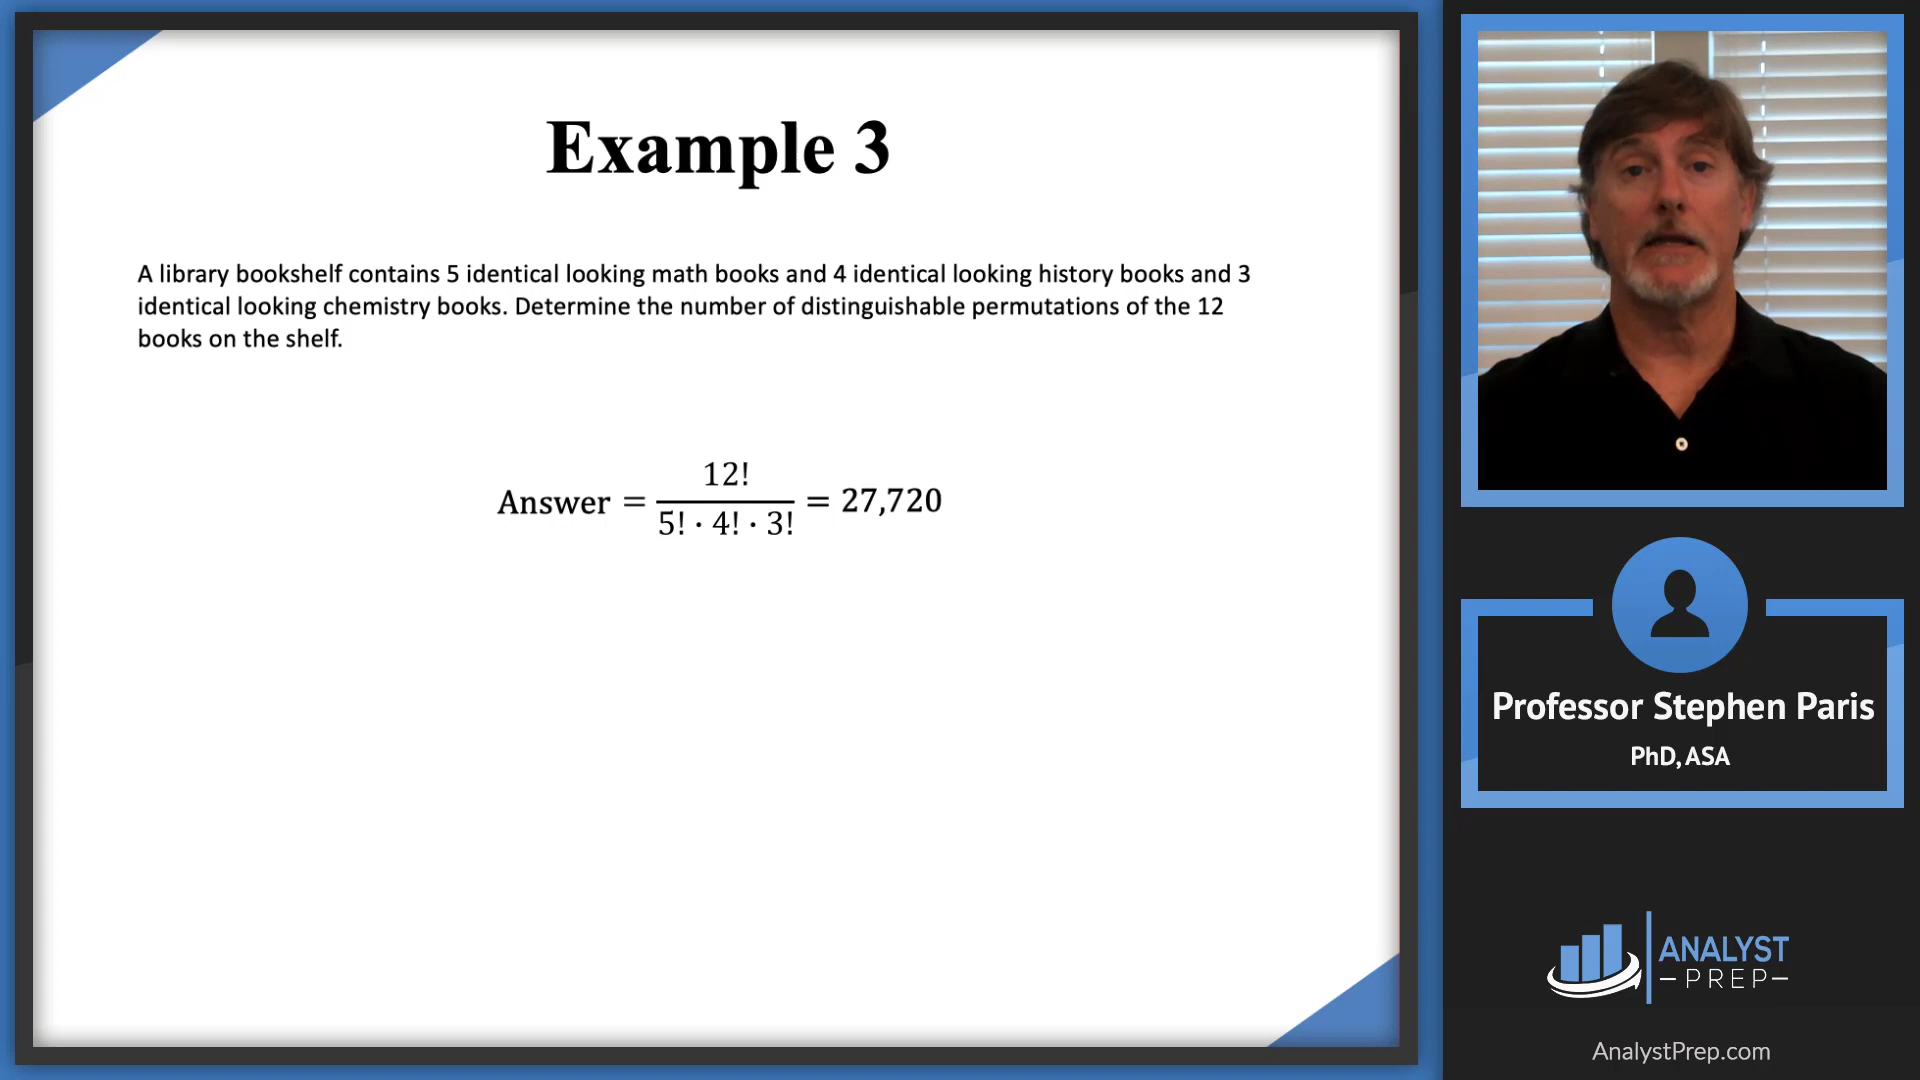 Example 3
A library bookshelf contains 5 identical looking math books and 4 identical looking history books and 3
identical looking chemistry books. Determine the number of distinguishable permutations of the 12
books on the shelf.
Answer = 12! / 5! · 4! · 3! = 27,720
Professor Stephen Paris
PhD, ASA
ANALYST
PREP
AnalystPrep.com